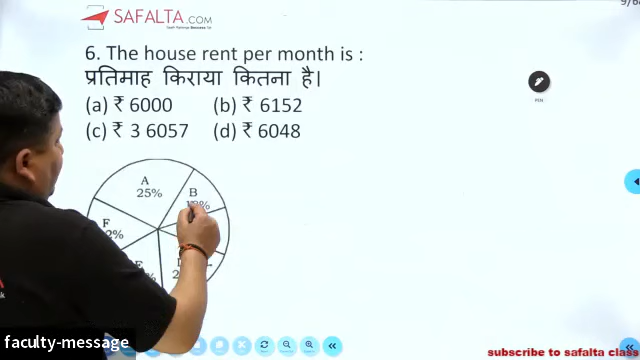 SAFALTA.COM
6. The house rent per month is :
प्रतिमाह किराया कितना है।
(a) ₹ 6000 (b) ₹ 6152
(c) ₹ 3 6057 (d) ₹ 6048
PEN
A
25%
B
F
faculty-message
subscribe to safalta class